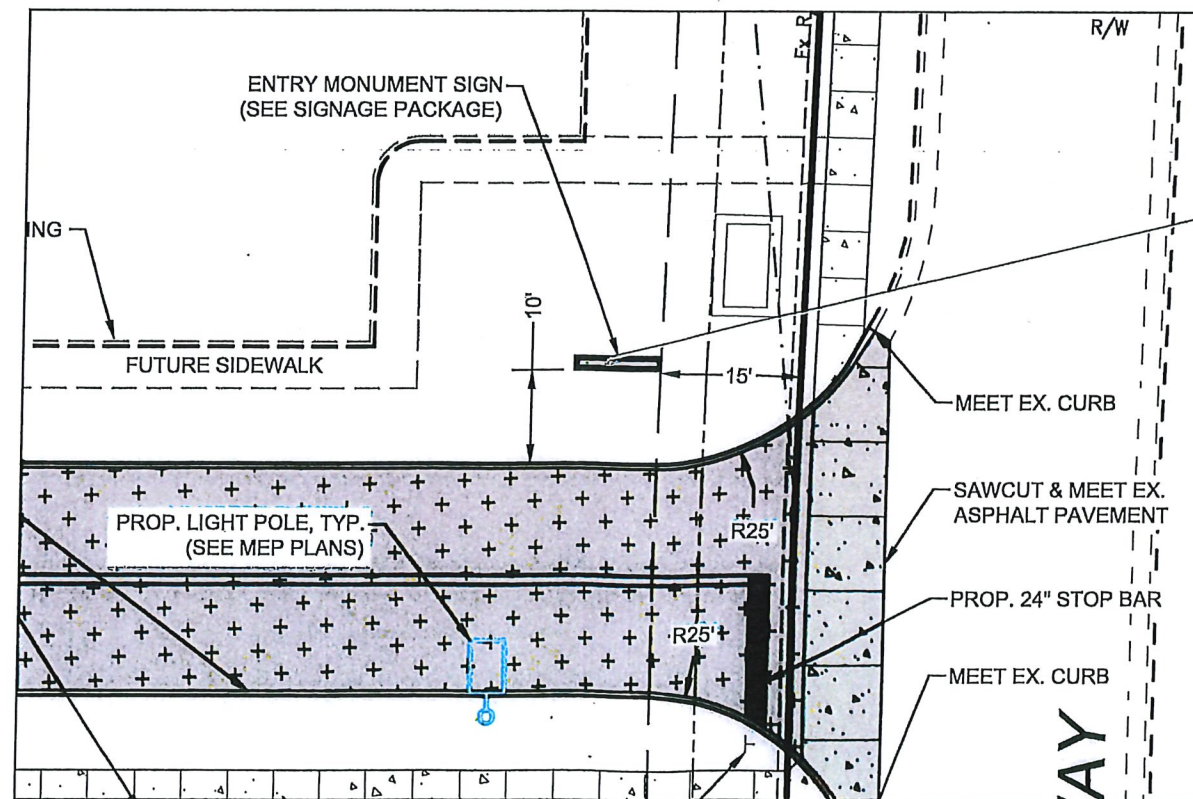 R/W
Ex R
ENTRY MONUMENT SIGN
(SEE SIGNAGE PACKAGE)
ING
10'
FUTURE SIDEWALK
15'
MEET EX. CURB
SAWCUT & MEET EX.
ASPHALT PAVEMENT
PROP. LIGHT POLE, TYP.
(SEE MEP PLANS)
R25'
PROP. 24" STOP BAR
R25'
MEET EX. CURB
AY